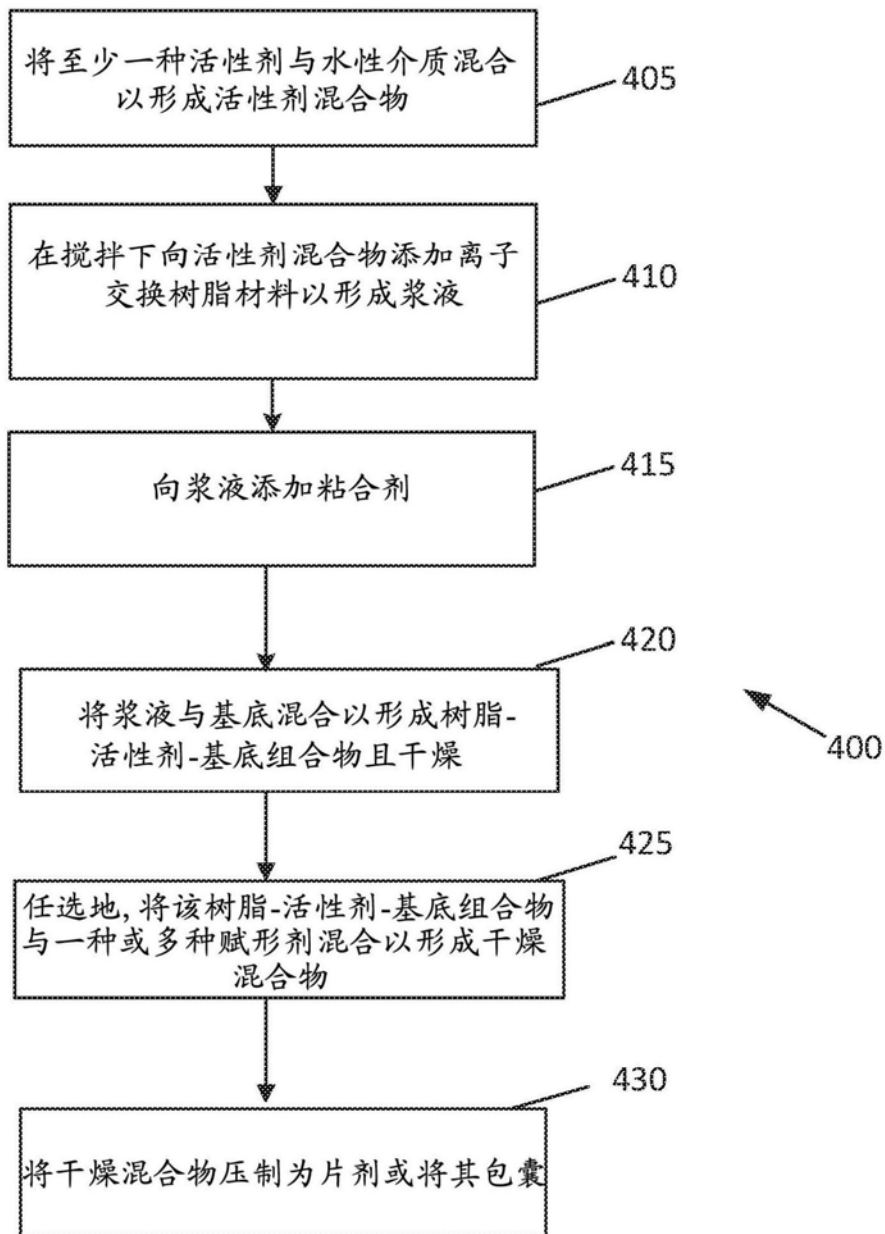 将至少一种活性剂与水性介质混合
以形成活性剂混合物
405
在搅拌下向活性剂混合物添加离子
交换树脂材料以形成浆液
410
向浆液添加粘合剂
415
420
将浆液与基底混合以形成树脂-
活性剂-基底组合物且干燥
400
425
任选地,将该树脂-活性剂-基底组合物
与一种或多种赋形剂混合以形成干燥
混合物
430
将干燥混合物压制为片剂或将其包囊